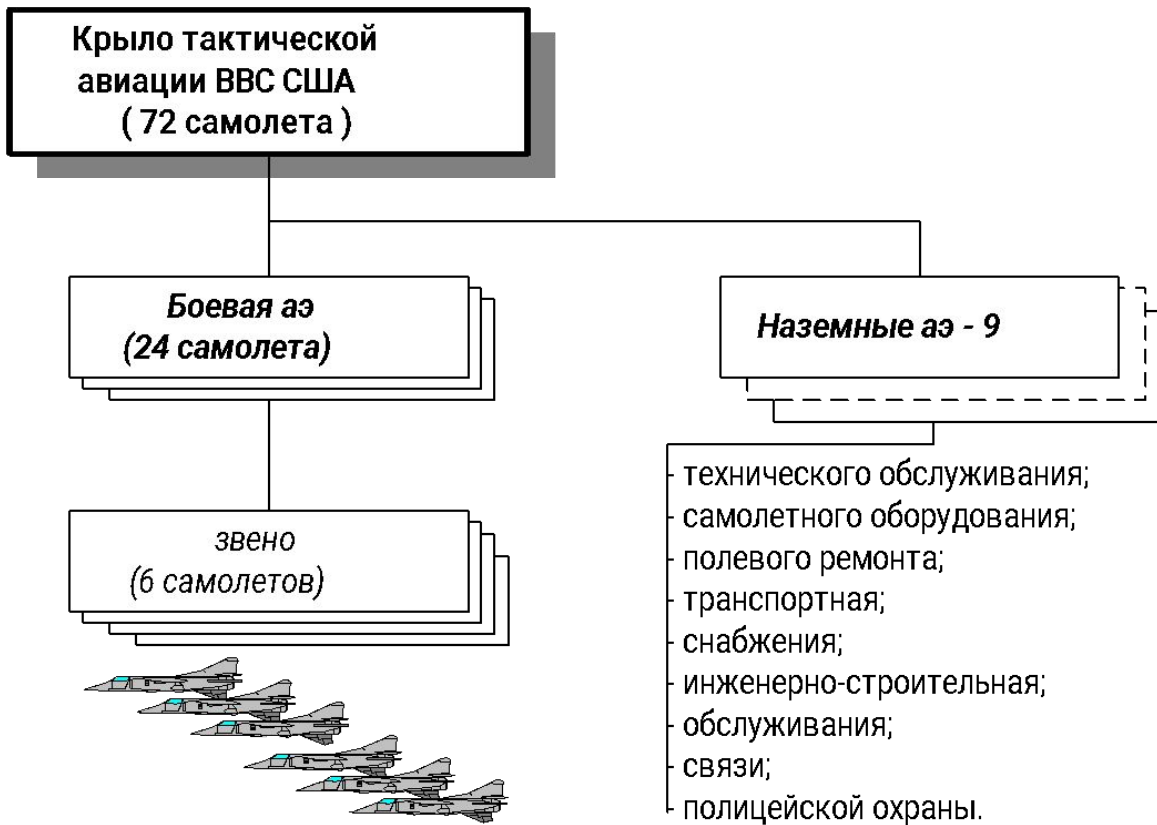 Крыло тактической
авиации ВВС США
( 72 самолета )
Боевая аэ
(24 самолета)
Наземные аэ - 9
звено
(6 самолетов)
- технического обслуживания;
- самолетного оборудования;
- полевого ремонта;
- транспортная;
- снабжения;
- инженерно-строительная;
- обслуживания;
- связи;
- полицейской охраны.